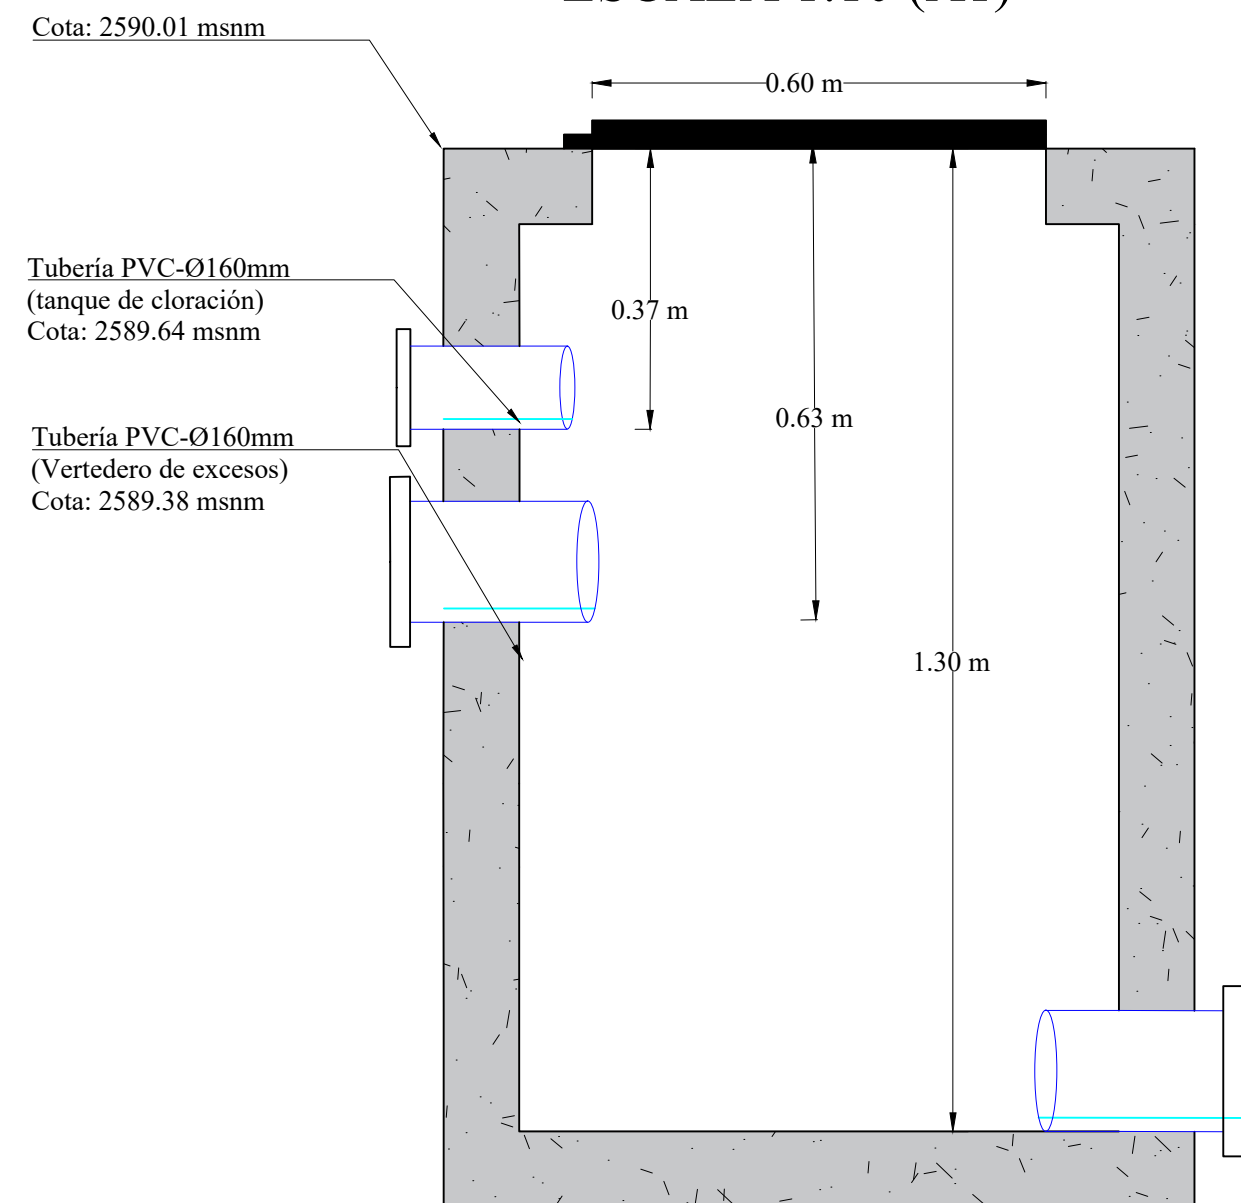 Cota: 2590.01 msnm
0.60 m
Tubería PVC-Ø160mm
(tanque de cloración)
Cota: 2589.64 msnm
0.37 m
0.63 m
Tubería PVC-Ø160mm
(Vertedero de excesos)
Cota: 2589.38 msnm
1.30 m